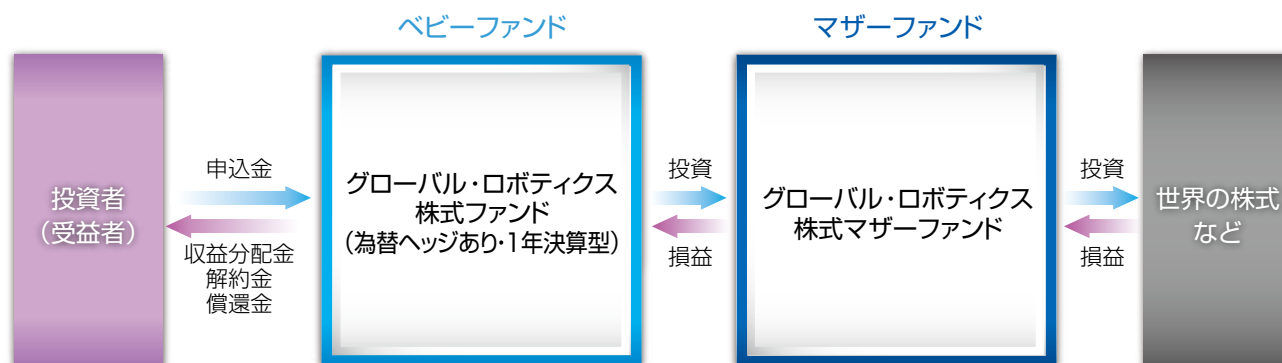 ベビーファンド
マザーファンド
投資者
（受益者）
申込金
収益分配金
解約金
償還金
グローバル・ロボティクス
株式ファンド
（為替ヘッジあり・1年決算型）
投資
損益
グローバル・ロボティクス
株式マザーファンド
投資
損益
世界の株式
など